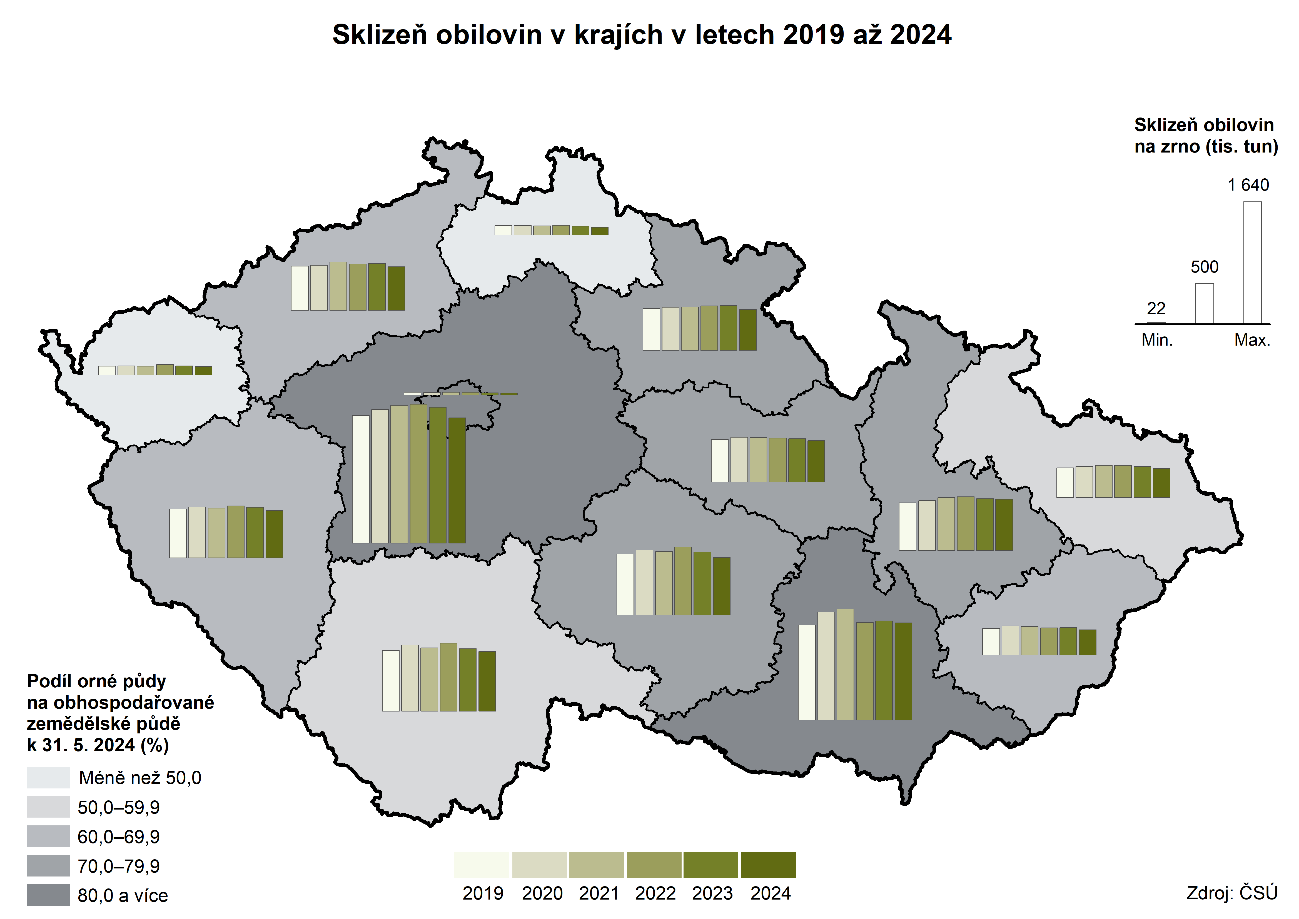 Sklizeň obilovin v krajích v letech 2019 až 2024
Sklizeň obilovin
na zrno (tis. tun)
1 640
500
22
Min.
Max.
Podíl orné půdy
na obhospodařované
zemědělské půdě
k 31. 5. 2024 (%)
Méně než 50,0
50,0–59,9
60,0–69,9
70,0–79,9
80,0 a více
2019 2020 2021 2022 2023 2024
Zdroj: ČSÚ